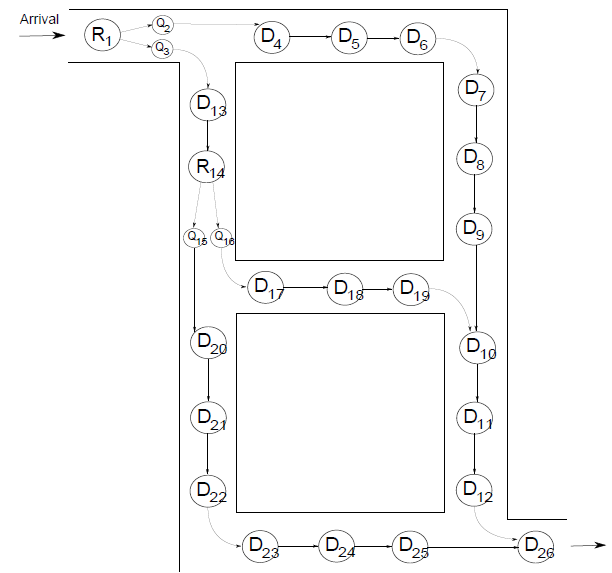 Arrival
R1 Q2 D4 D5 D6
Q3
D7
D13
D8
R14
D9
Q15 Q16
D17 D18 D19
D20 D10
D21 D11
D22 D12
D23 D24 D25 D26